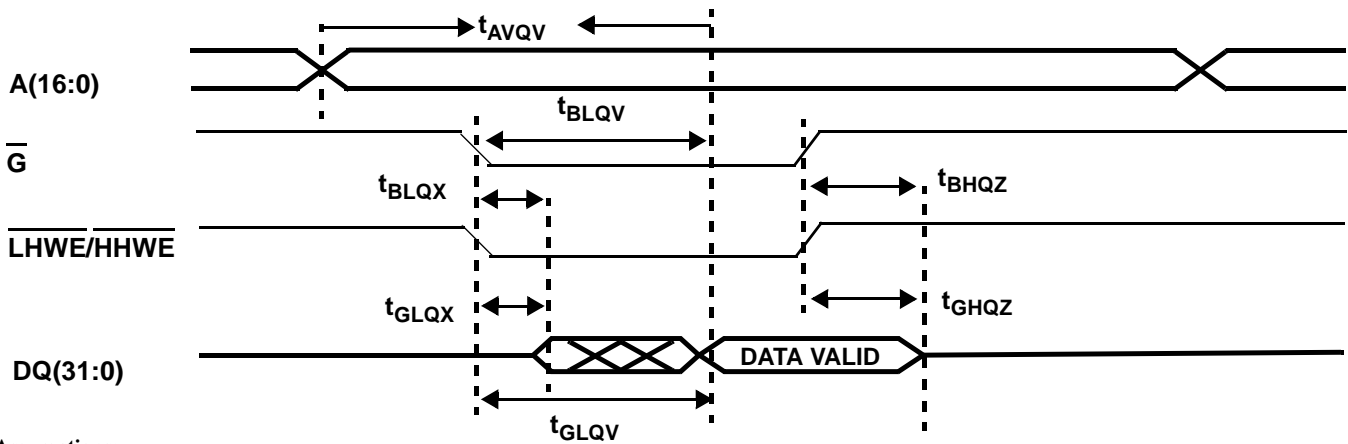 tAVQV
A(16:0)
tBLQV
G
tBLQX
tBHQZ
LHWE/HHWE
tGLQX
tGHQZ
DATA VALID
DQ(31:0)
tGLQV